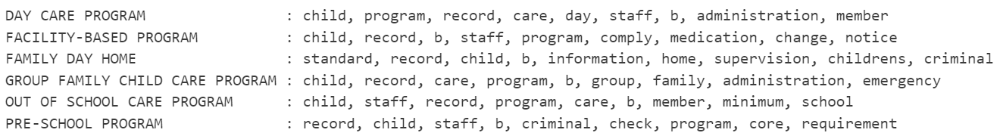 DAY CARE PROGRAM : child, program, record, care, day, staff, b, administration, member
FACILITY-BASED PROGRAM : child, record, b, staff, program, comply, medication, change, notice
FAMILY DAY HOME : standard, record, child, b, information, home, supervision, childrens, criminal
GROUP FAMILY CHILD CARE PROGRAM : child, record, care, program, b, group, family, administration, emergency
OUT OF SCHOOL CARE PROGRAM : child, staff, record, program, care, b, member, minimum, school
PRE-SCHOOL PROGRAM : record, child, staff, b, criminal, check, program, core, requirement